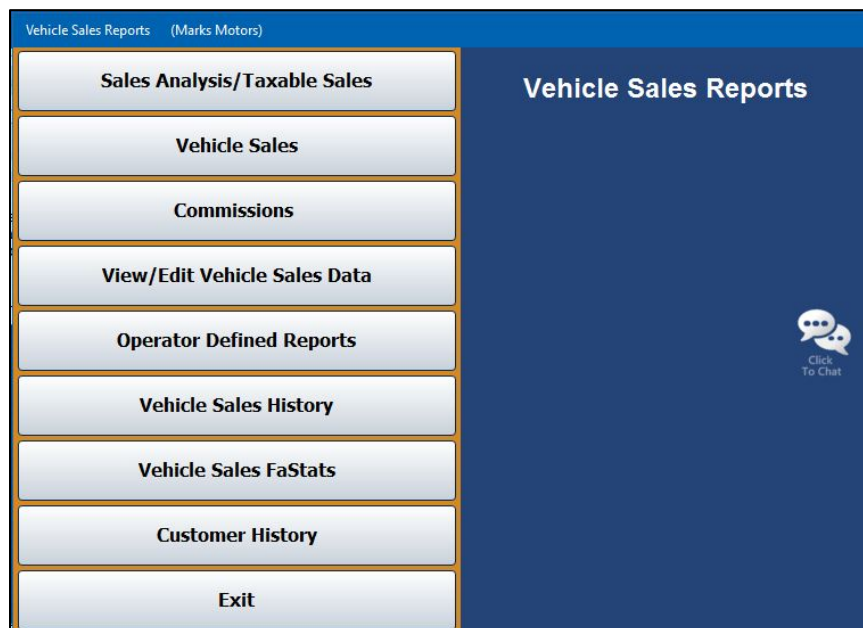 Vehicle Sales Reports (Marks Motors)
Sales Analysis/Taxable Sales
Vehicle Sales
Commissions
View/Edit Vehicle Sales Data
Operator Defined Reports
Vehicle Sales History
Vehicle Sales FaStats
Customer History
Exit
Vehicle Sales Reports
Click
To Chat